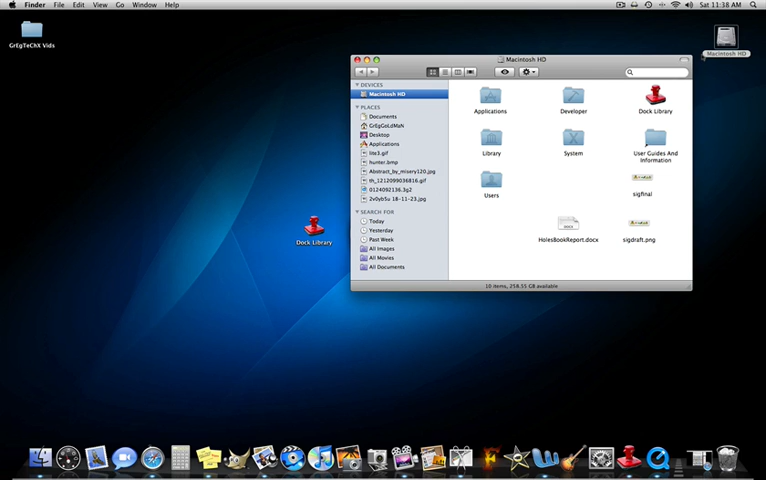 Finder File Edit View Go Window Help
Sat 11:38 AM
GrEgTeChX Vids
Macintosh HD
Macintosh HD
DEVICES
Macintosh HD
PLACES
Documents
GrEgGoLdMaN
Desktop
Applications
lite3.gif
hunter.bmp
Abstract_by_misery120.jpg
th_1212099036816.gif
0124092136.3g2
2v0yb5u 18-11-23.jpg
SEARCH FOR
Today
Yesterday
Past Week
All Images
All Movies
All Documents
Applications
Developer
Dock Library
Library
System
User Guides And
Information
Users
sigfinal
HolesBookReport.docx
sigdraft.png
10 items, 258.55 GB available
Dock Library